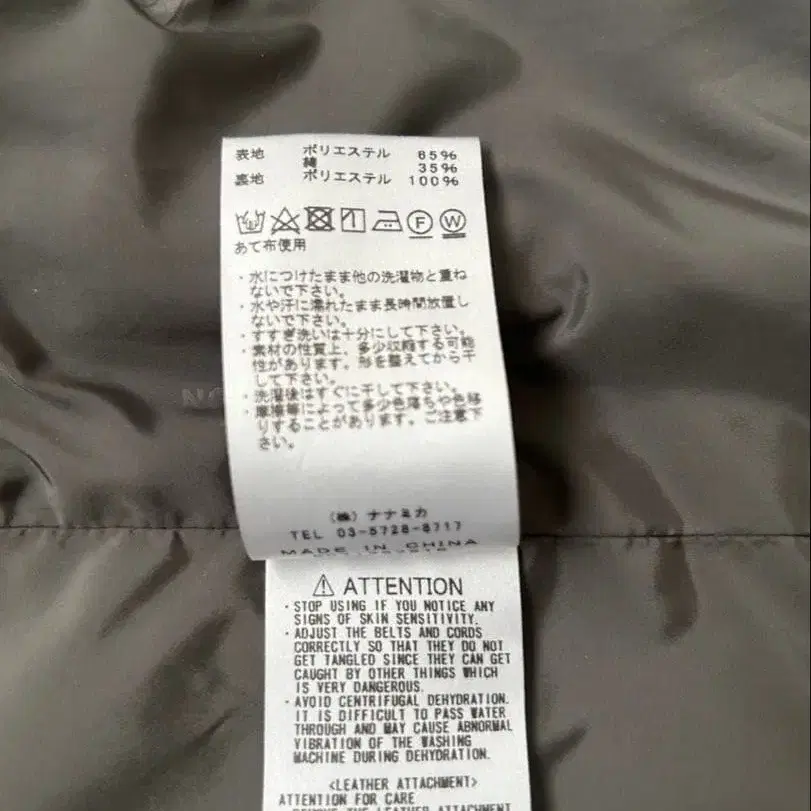 表地 ポリエステル 65%
綿 35%
裏地 ポリエステル 100%
F W
あて布使用
・水につけたまま他の洗濯物と重ね
ないで下さい。
・水や汗に濡れたまま長時間放置し
ないで下さい。
・すすぎ洗いは十分にして下さい。
・素材の性質上、多少収縮する可能
性があります。形を整えてから干
して下さい。
・洗濯後はすぐに干して下さい。
・摩擦等によって多少色落ちや色移
りすることがあります。ご注意下
さい。
(株) ナナミカ
TEL 03-5728-8717
MADE IN CHINA
⚠ ATTENTION
・STOP USING IF YOU NOTICE ANY
SIGNS OF SKIN SENSITIVITY.
・ADJUST THE BELTS AND CORDS
CORRECTLY SO THAT THEY DO NOT
GET TANGLED SINCE THEY CAN GET
CAUGHT BY OTHER THINGS WHICH
IS VERY DANGEROUS.
・AVOID CENTRIFUGAL DEHYDRATION.
IT IS DIFFICULT TO PASS WATER
THROUGH AND MAY CAUSE ABNORMAL
VIBRATION OF THE WASHING
MACHINE DURING DEHYDRATION.
<LEATHER ATTACHMENT>
ATTENTION FOR CARE
REMOVE THE LEATHER ATTACHMENT